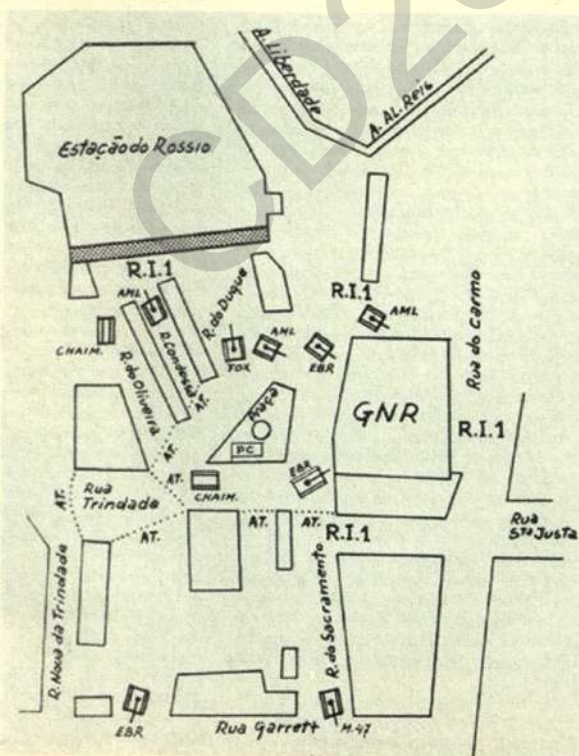 CD2
A. Liberdade
A. AL. Reis
Estação do Rossio
R.I.1
R. do Duque
R.I.1
AML
AML
Rua do Carmo
CHAIM.
R. do Oliveira
R. Condessa
FOX
AML
EBR
AT.
Praça
PC
GNR
R.I.1
AT.
AT.
CHAIM.
EBR
AT.
Rua
Trindade
AT.
AT.
AT.
R.I.1
Rua
Sta Justa
R. Nova da Trindade
R. do Sacramento
EBR
Rua Garrett
M.47